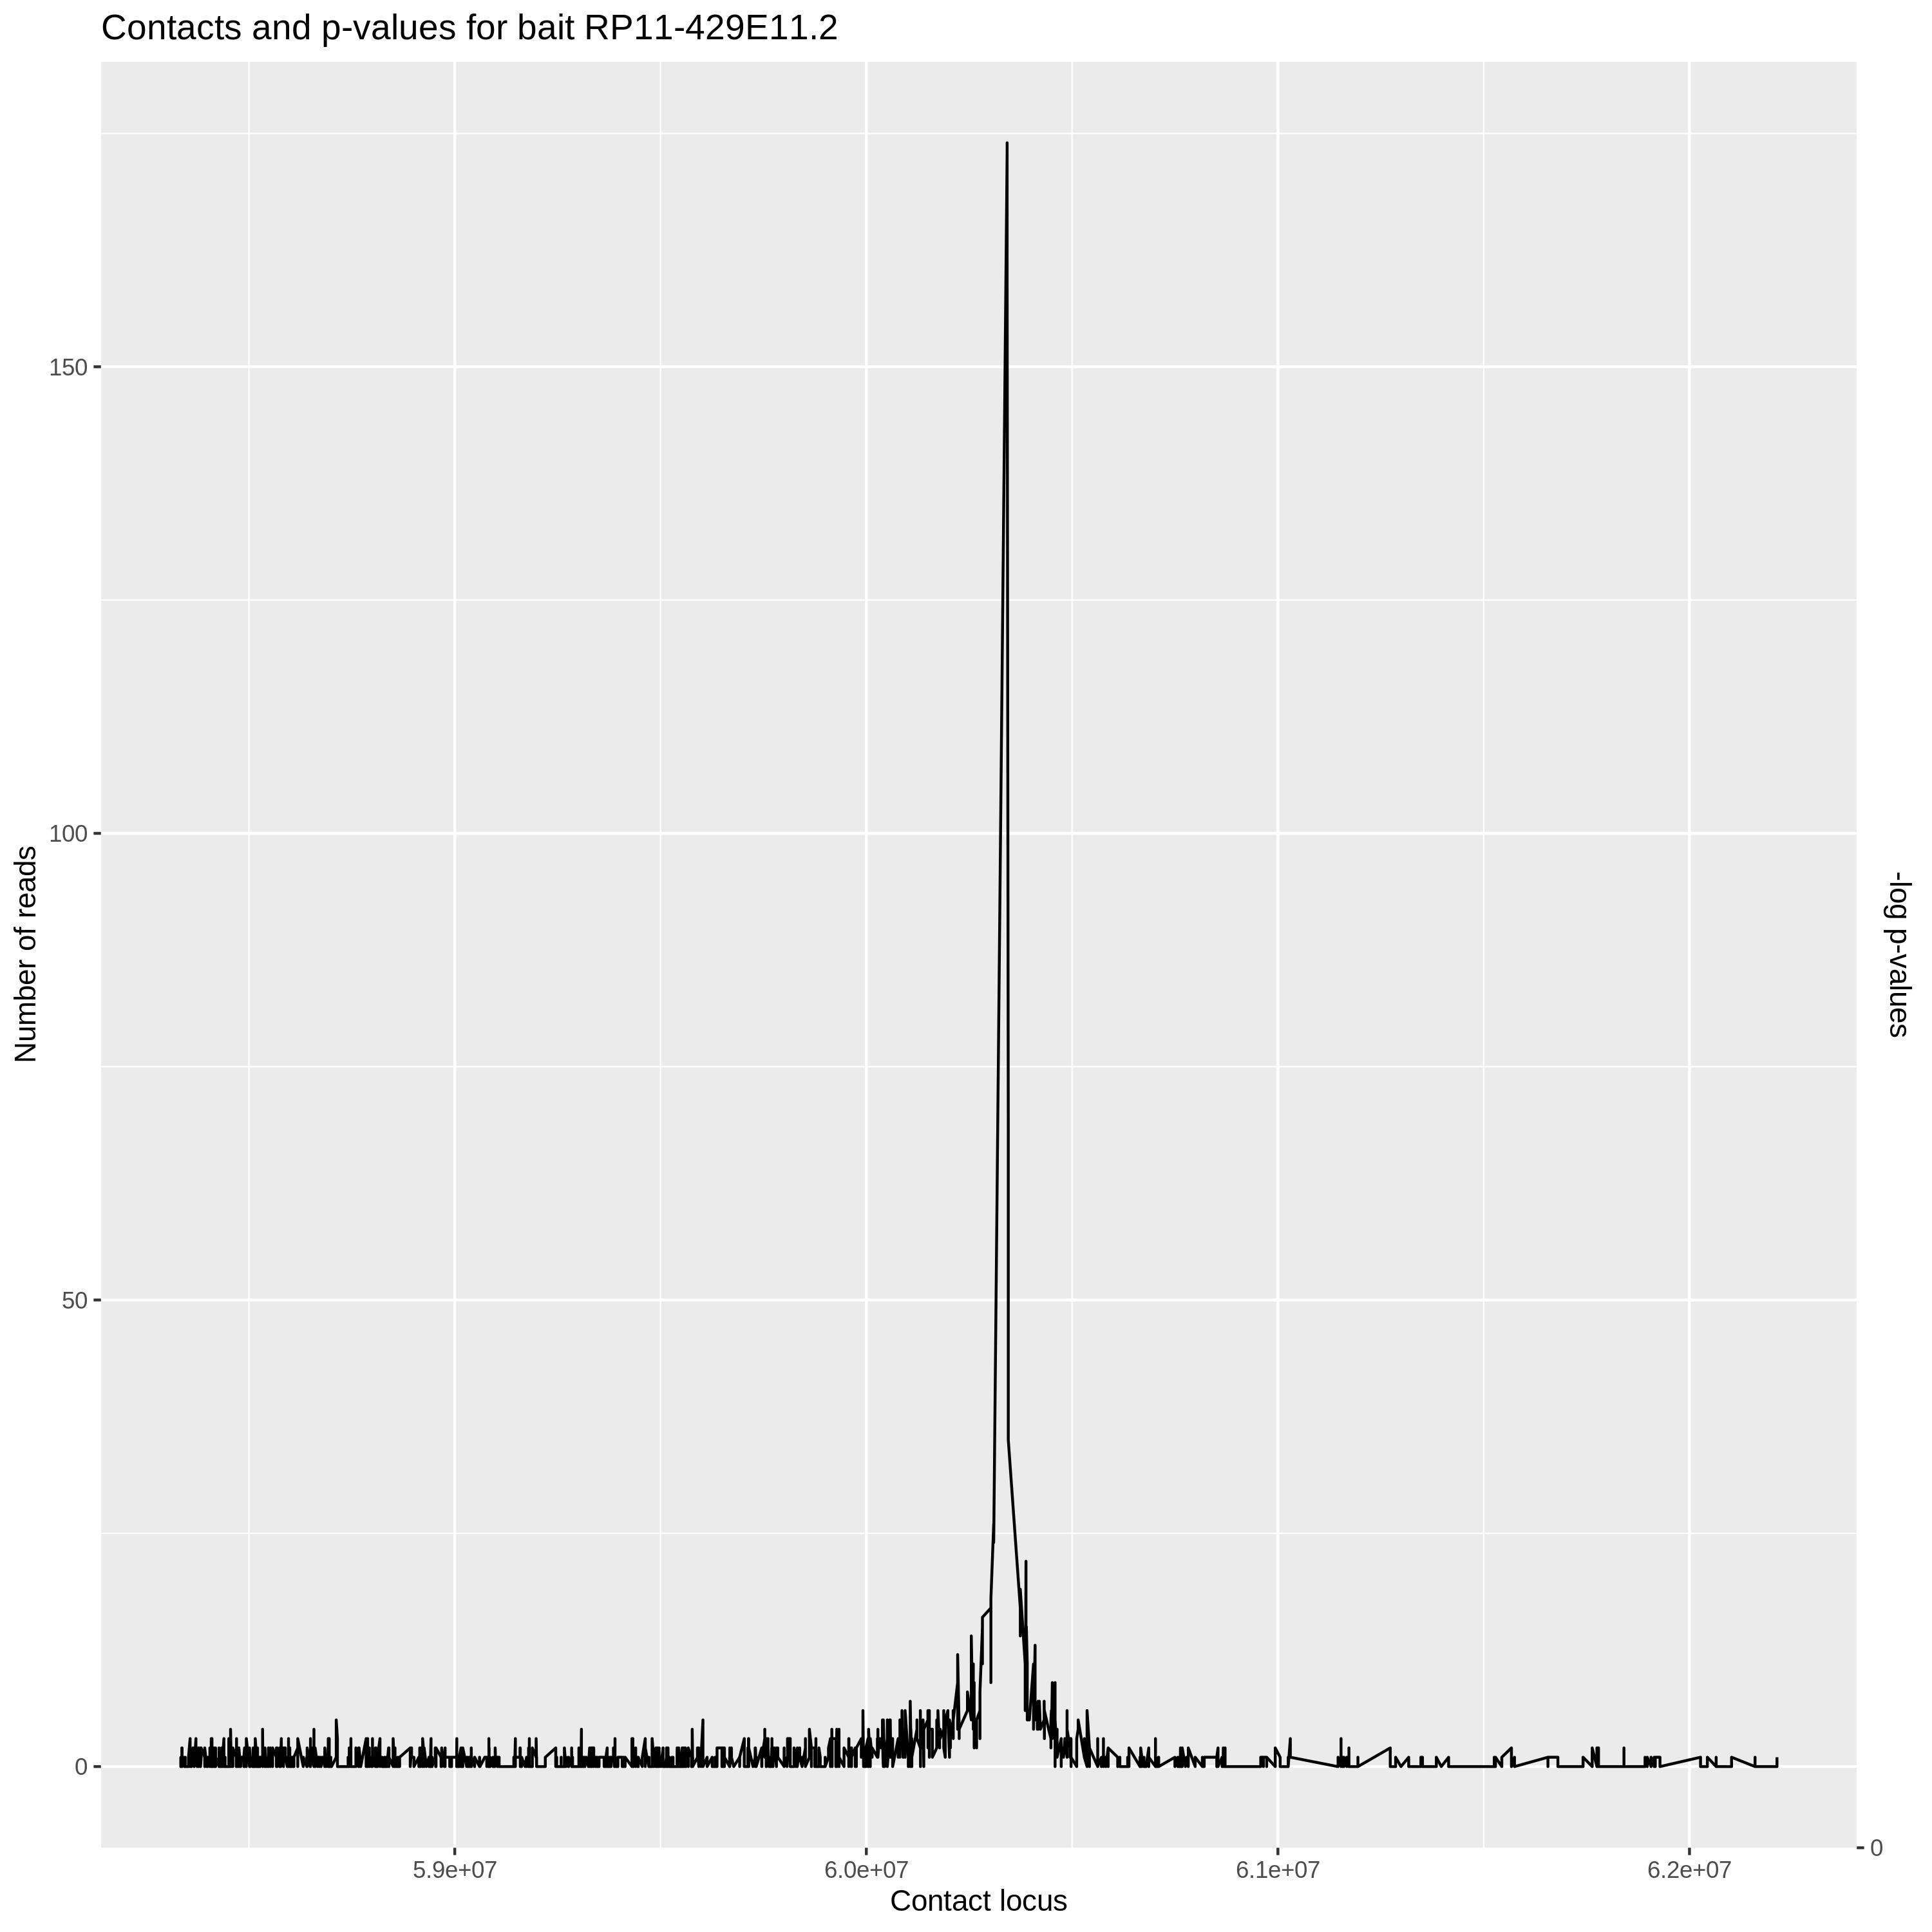 Contacts and p-values for bait RP11-429E11.2
150
100
50
0
Number of reads
-log p-values
0
5.9e+07
6.0e+07
6.1e+07
6.2e+07
Contact locus